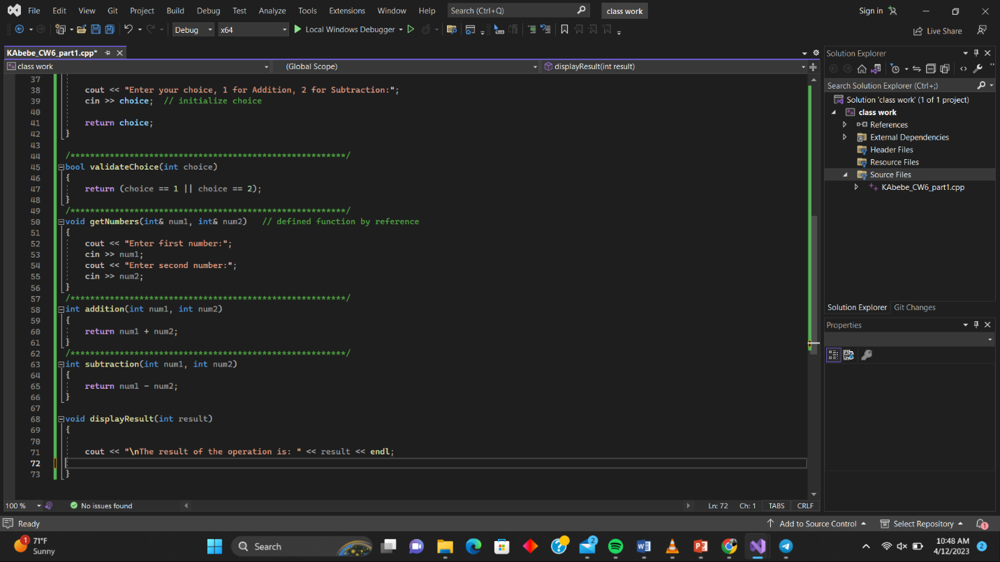 File Edit View Git Project Build Debug Test Analyze Tools Extensions Window Help Search (Ctrl+Q) class work Sign in
Debug x64 Local Windows Debugger Live Share
KAbebe_CW6_part1.cpp*
class work (Global Scope) displayResult(int result)
37
38 cout << "Enter your choice, 1 for Addition, 2 for Subtraction:";
39 cin >> choice; // initialize choice
40
41 return choice;
42 }
43
44 /********************************************************/
45 bool validateChoice(int choice)
46 {
47 return (choice == 1 || choice == 2);
48 }
49 /********************************************************/
50 void getNumbers(int& num1, int& num2) // defined function by reference
51 {
52 cout << "Enter first number:";
53 cin >> num1;
54 cout << "Enter second number:";
55 cin >> num2;
56 }
57 /********************************************************/
58 int addition(int num1, int num2)
59 {
60 return num1 + num2;
61 }
62 /********************************************************/
63 int subtraction(int num1, int num2)
64 {
65 return num1 - num2;
66 }
67
68 void displayResult(int result)
69 {
70
71 cout << "\nThe result of the operation is: " << result << endl;
72
73 }
100 % No issues found Ln: 72 Ch: 1 TABS CRLF
Solution Explorer
Search Solution Explorer (Ctrl+;)
Solution 'class work' (1 of 1 project)
class work
References
External Dependencies
Header Files
Resource Files
Source Files
KAbebe_CW6_part1.cpp
Solution Explorer Git Changes
Properties
Ready Add to Source Control Select Repository 1
1 71°F
Sunny
Search
2
10:48 AM
4/12/2023
2